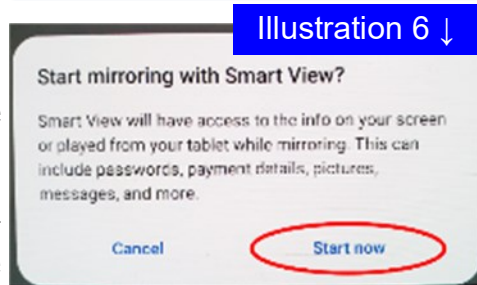 Illustration 6 ↓
Start mirroring with Smart View?
Smart View will have access to the info on your screen
or played from your tablet while mirroring. This can
include passwords, payment details, pictures,
messages, and more.
Cancel Start now